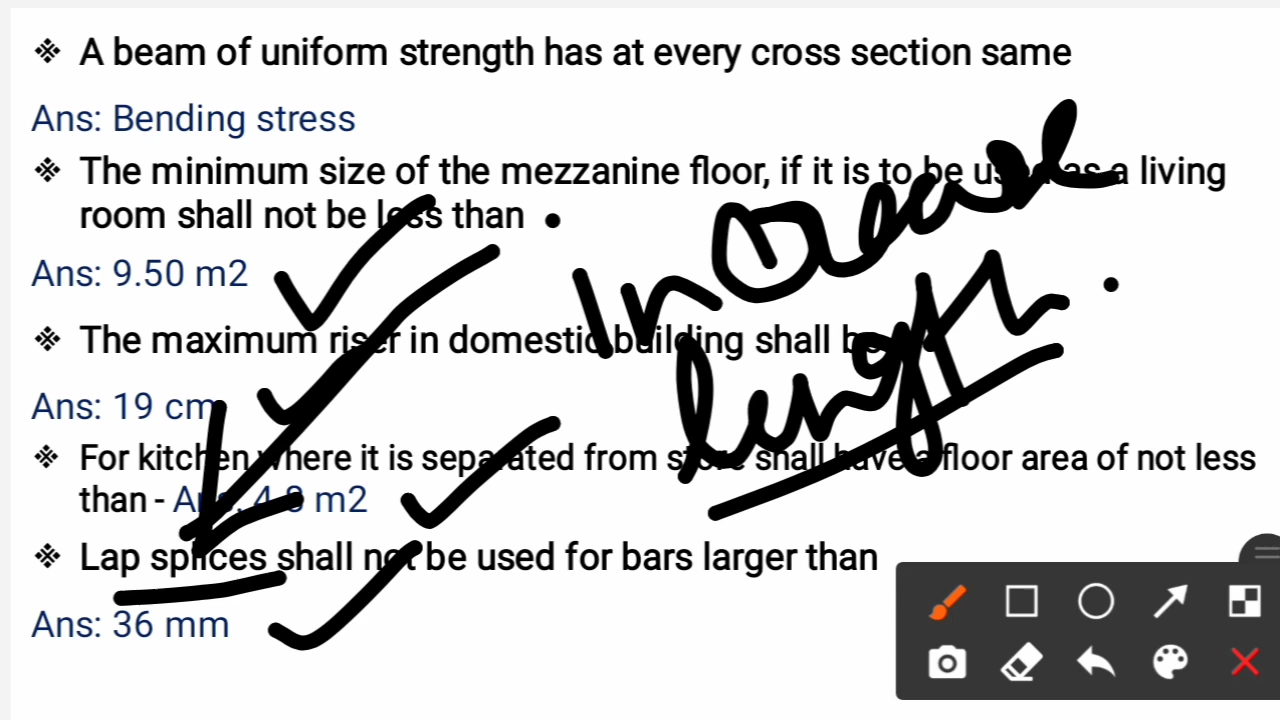 ❖ A beam of uniform strength has at every cross section same
Ans: Bending stress
❖ The minimum size of the mezzanine floor, if it is to be used as a living
room shall not be less than
Ans: 9.50 m2
❖ The maximum riser in domestic building shall be
Ans: 19 cm
❖ For kitchen where it is separated from store shall have a floor area of not less
than - Ans: 4.8 m2
❖ Lap splices shall not be used for bars larger than
Ans: 36 mm
Increase
length